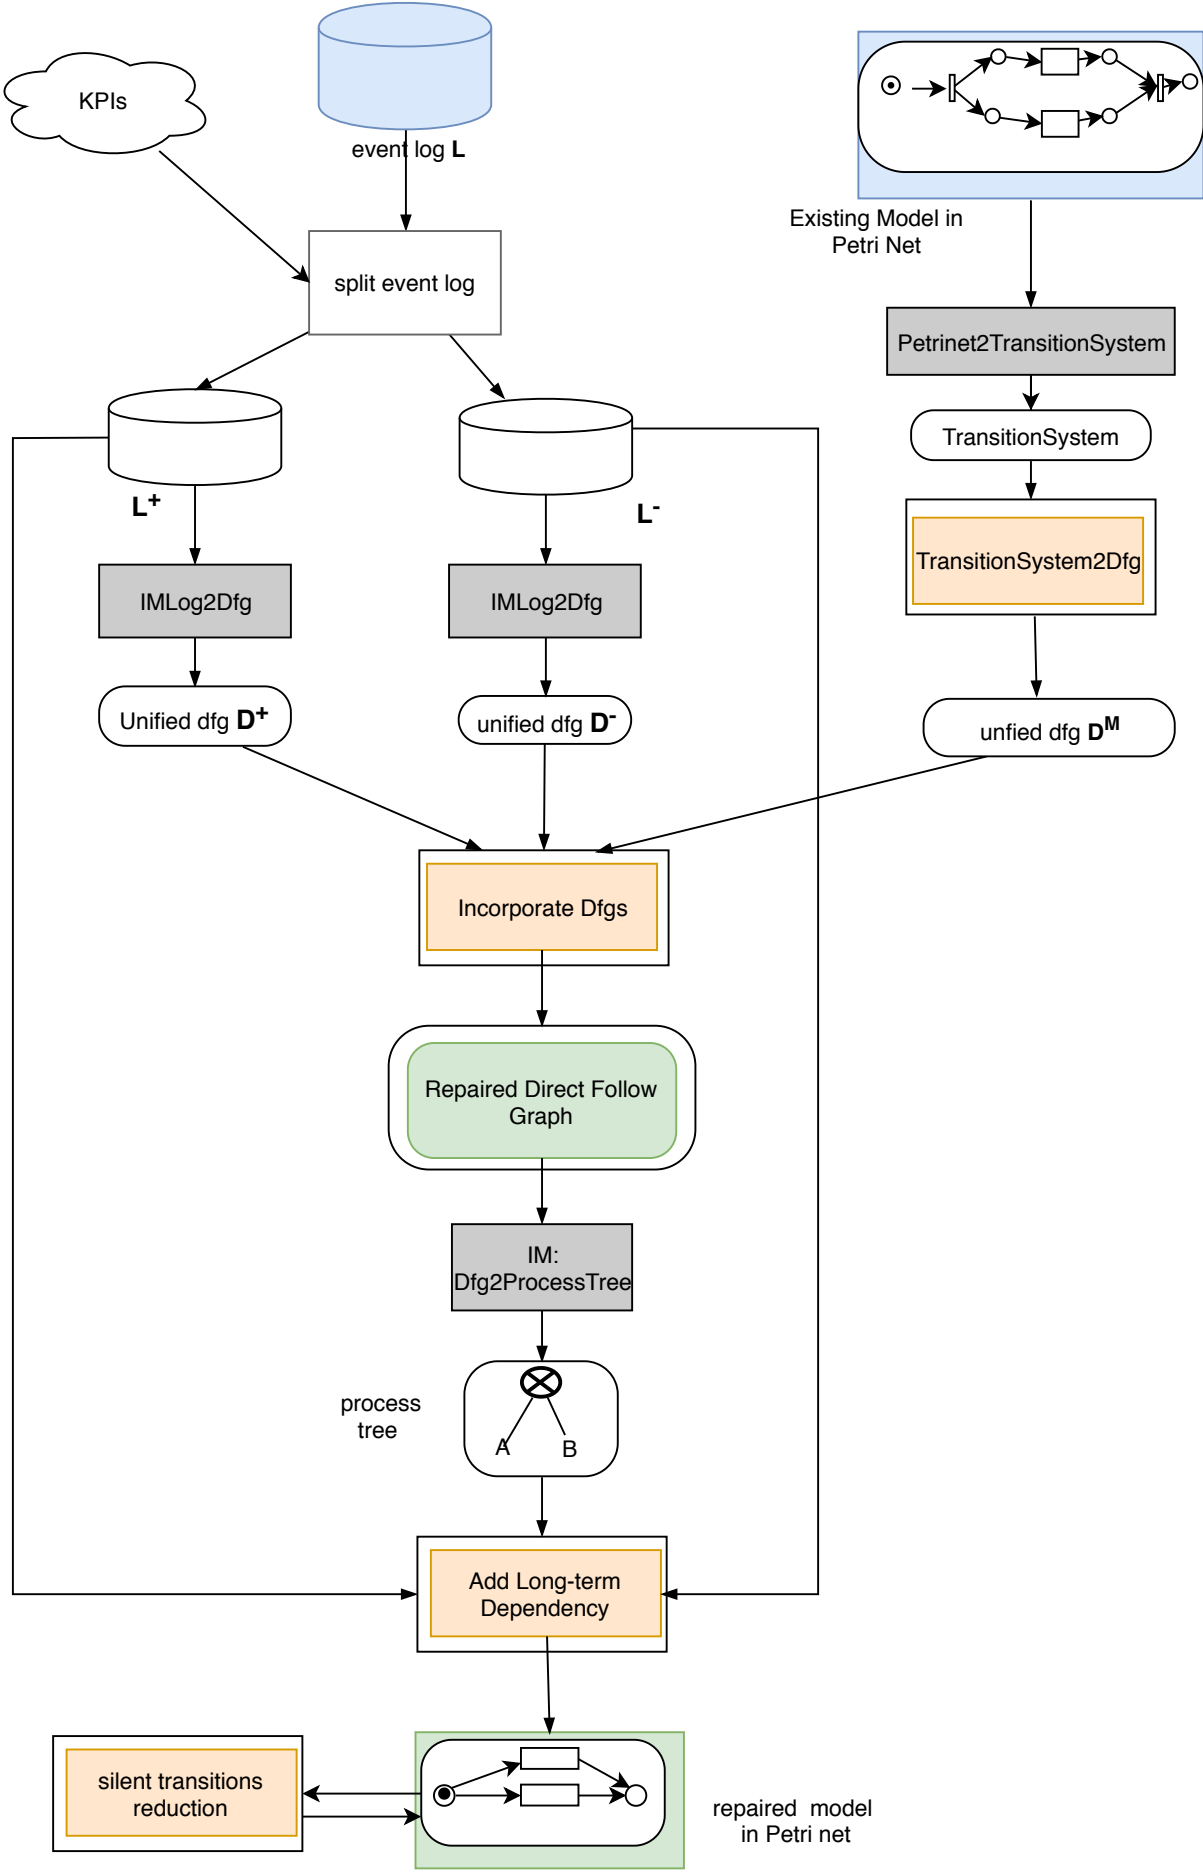 KPIs
event log L
Existing Model in
Petri Net
split event log
Petrinet2TransitionSystem
TransitionSystem
L+
L-
TransitionSystem2Dfg
IMLog2Dfg
IMLog2Dfg
Unified dfg D+
unified dfg D-
unfied dfg DM
Incorporate Dfgs
Repaired Direct Follow
Graph
IM:
Dfg2ProcessTree
process
tree
A
B
Add Long-term
Dependency
silent transitions
reduction
repaired model
in Petri net